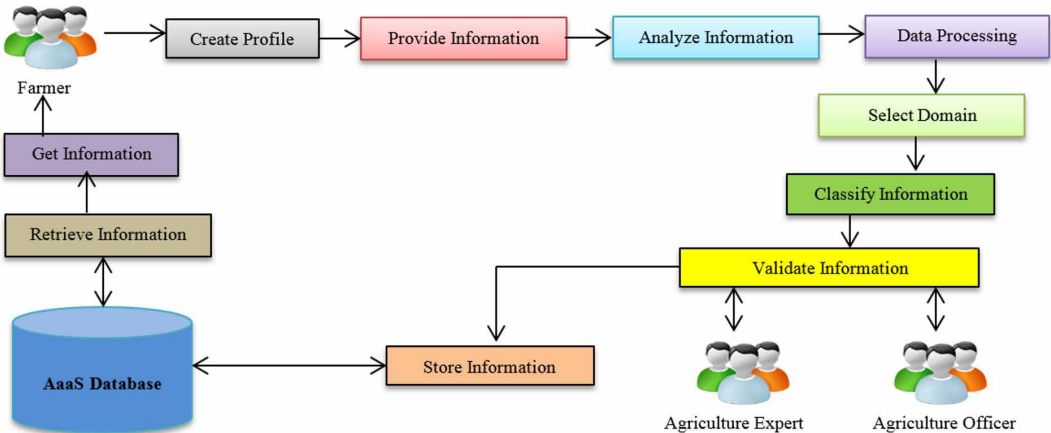 Create Profile
Provide Information
Analyze Information
Data Processing
Farmer
Select Domain
Get Information
Classify Information
Retrieve Information
Validate Information
Store Information
AaaS Database
Agriculture Expert
Agriculture Officer